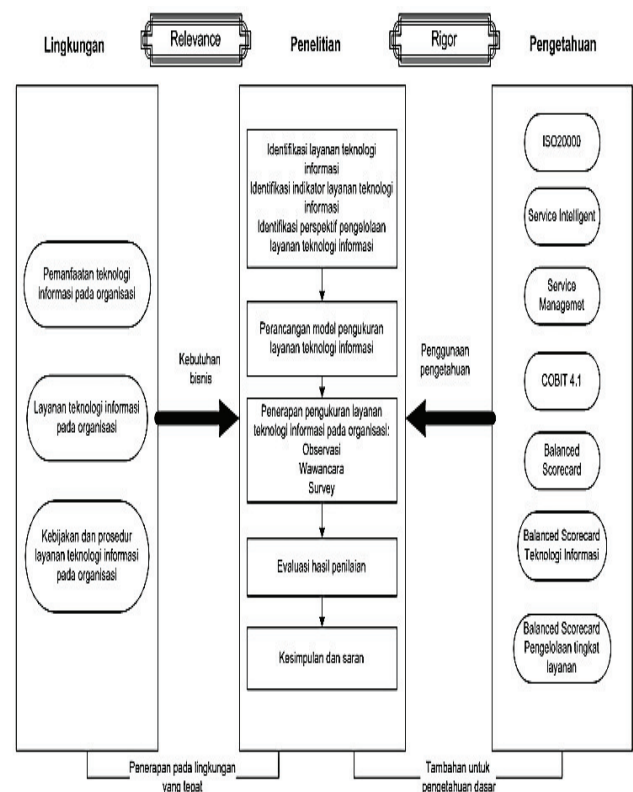 Lingkungan
Relevance
Penelitian
Rigor
Pengetahuan
Pemanfaatan teknologi
informasi pada organisasi
Layanan teknologi informasi
pada organisasi
Kebijakan dan prosedur
layanan teknologi informasi
pada organisasi
Kebutuhan
bisnis
Identifikasi layanan teknologi
informasi
Identifikasi indikator layanan teknologi
informasi
Identifikasi perspektif pengelolaan
layanan teknologi informasi
Perancangan model pengukuran
layanan teknologi informasi
Penerapan pengukuran layanan
teknologi informasi pada organisasi:
Observasi
Wawancara
Survey
Evaluasi hasil penilaian
Kesimpulan dan saran
Penggunaan
pengetahuan
ISO20000
Service Intelligent
Service
Managemet
COBIT 4.1
Balanced
Scorecard
Balanced Scorecard
Teknologi Informasi
Balanced Scorecard
Pengelolaan tingkat
layanan
Penerapan pada lingkungan
yang tepat
Tambahan untuk
pengetahuan dasar